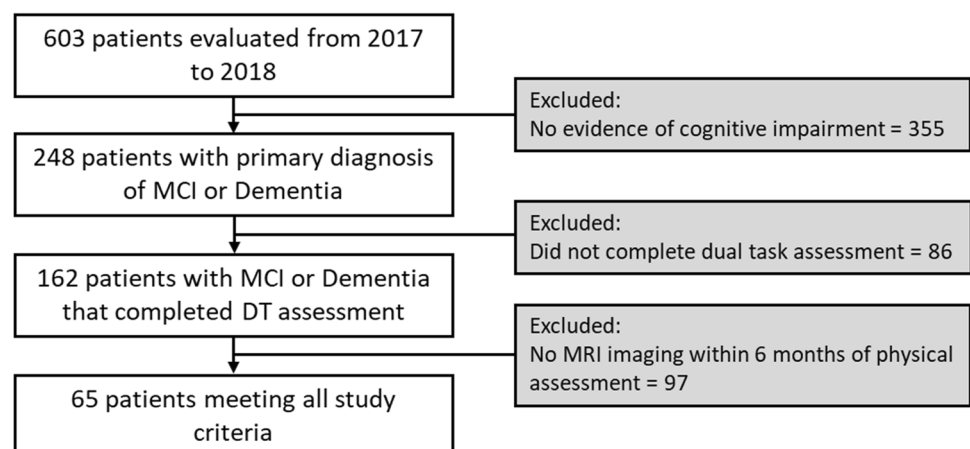 603 patients evaluated from 2017
to 2018
Excluded:
No evidence of cognitive impairment = 355
248 patients with primary diagnosis
of MCI or Dementia
Excluded:
Did not complete dual task assessment = 86
162 patients with MCI or Dementia
that completed DT assessment
Excluded:
No MRI imaging within 6 months of physical
assessment = 97
65 patients meeting all study
criteria